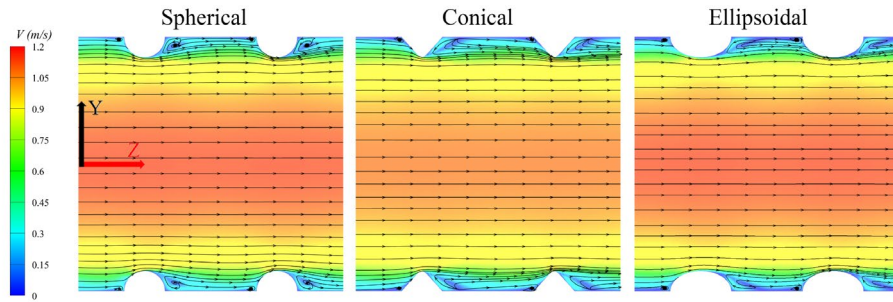 Spherical
Conical
Ellipsoidal
V (m/s)
1.2
1.05
0.9
0.75
0.6
0.45
0.3
0.15
0
Y
Z